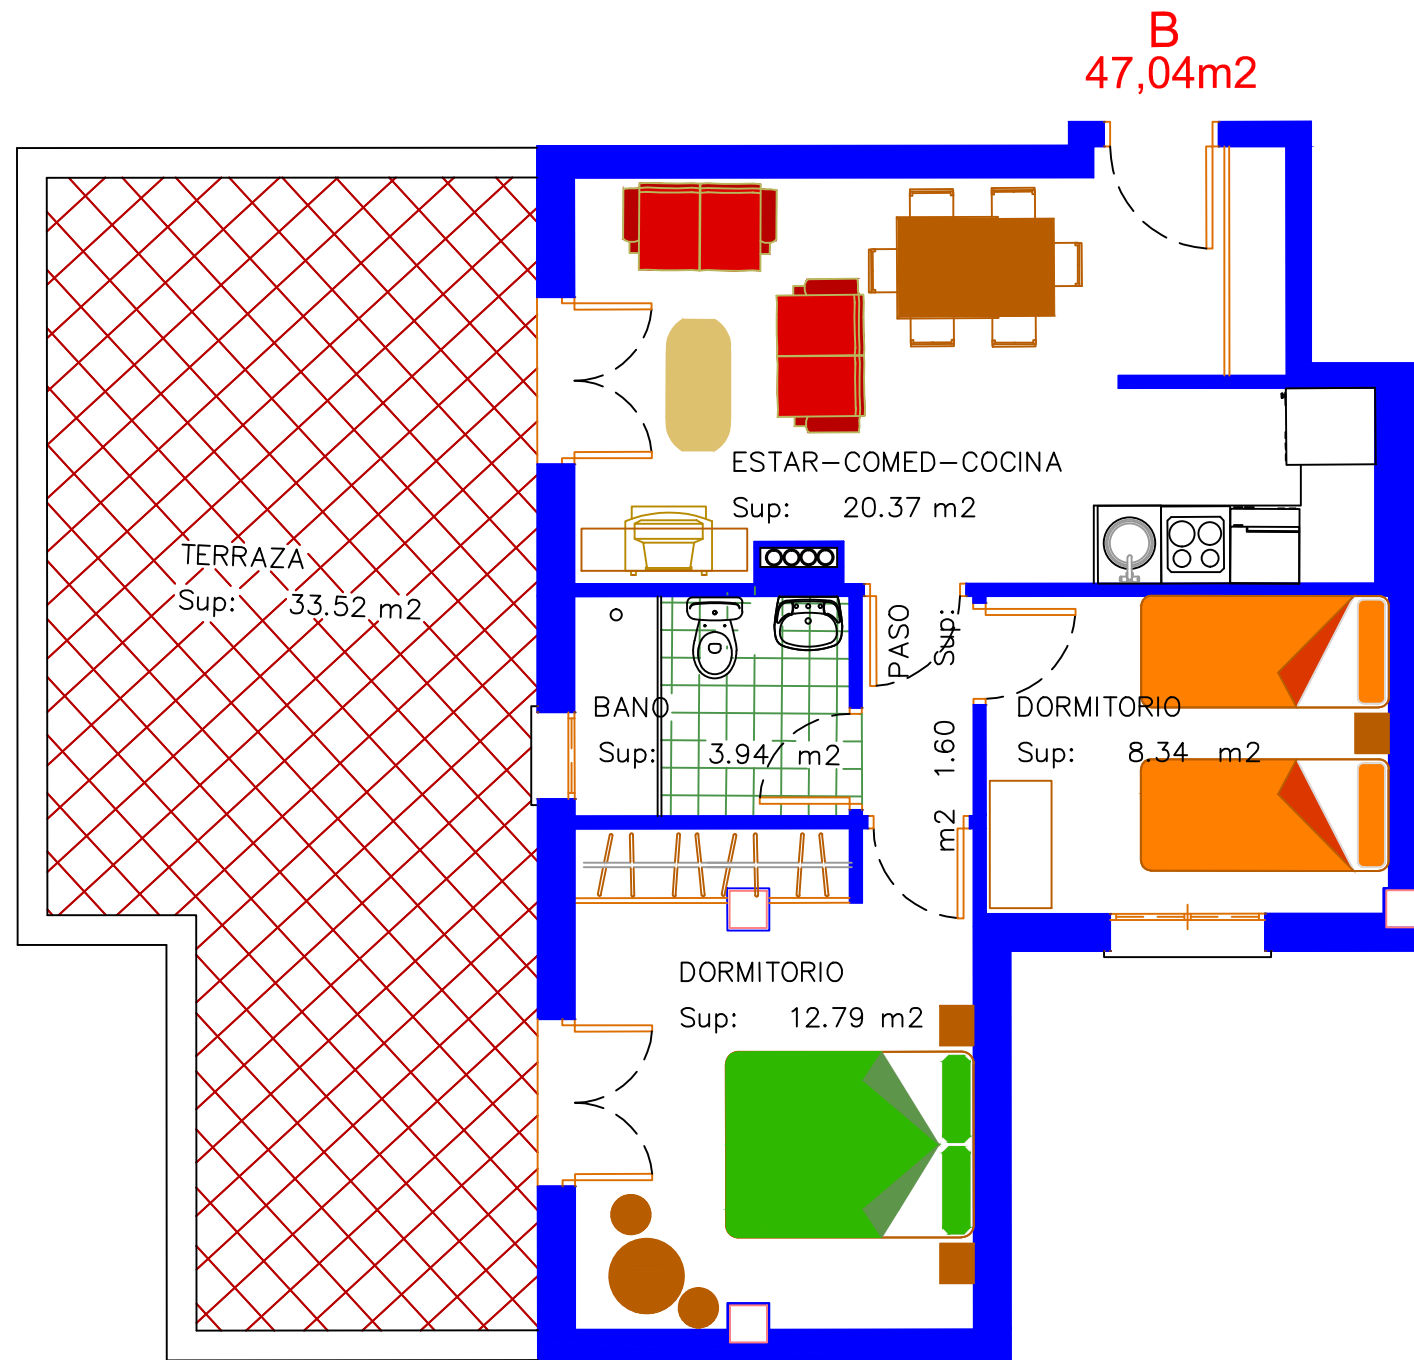 B
47,04m2
ESTAR-COMED-COCINA
Sup: 20.37 m2
TERRAZA
Sup: 33.52 m2
PASO
Sup: 1.60 m2
BANO
Sup: 3.94 m2
DORMITORIO
Sup: 8.34 m2
DORMITORIO
Sup: 12.79 m2